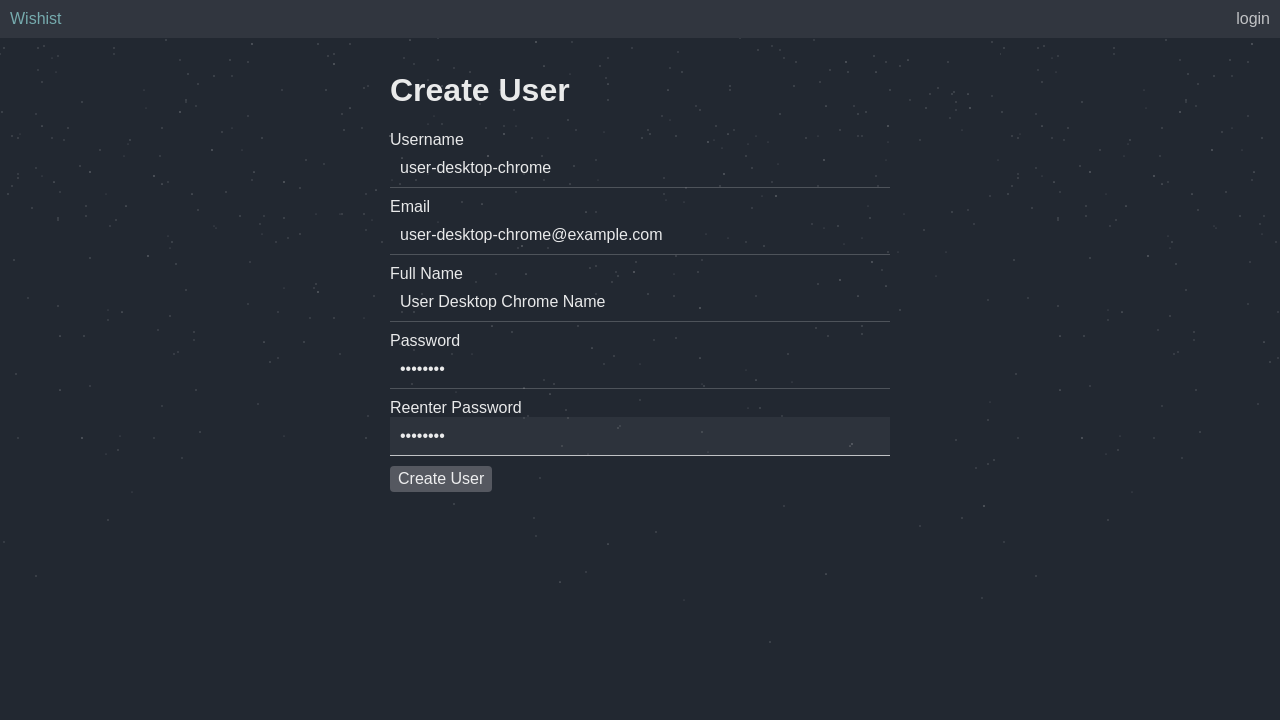 Wishist
login
Create User
Username
user-desktop-chrome
Email
user-desktop-chrome@example.com
Full Name
User Desktop Chrome Name
Password
••••••••
Reenter Password
••••••••
Create User